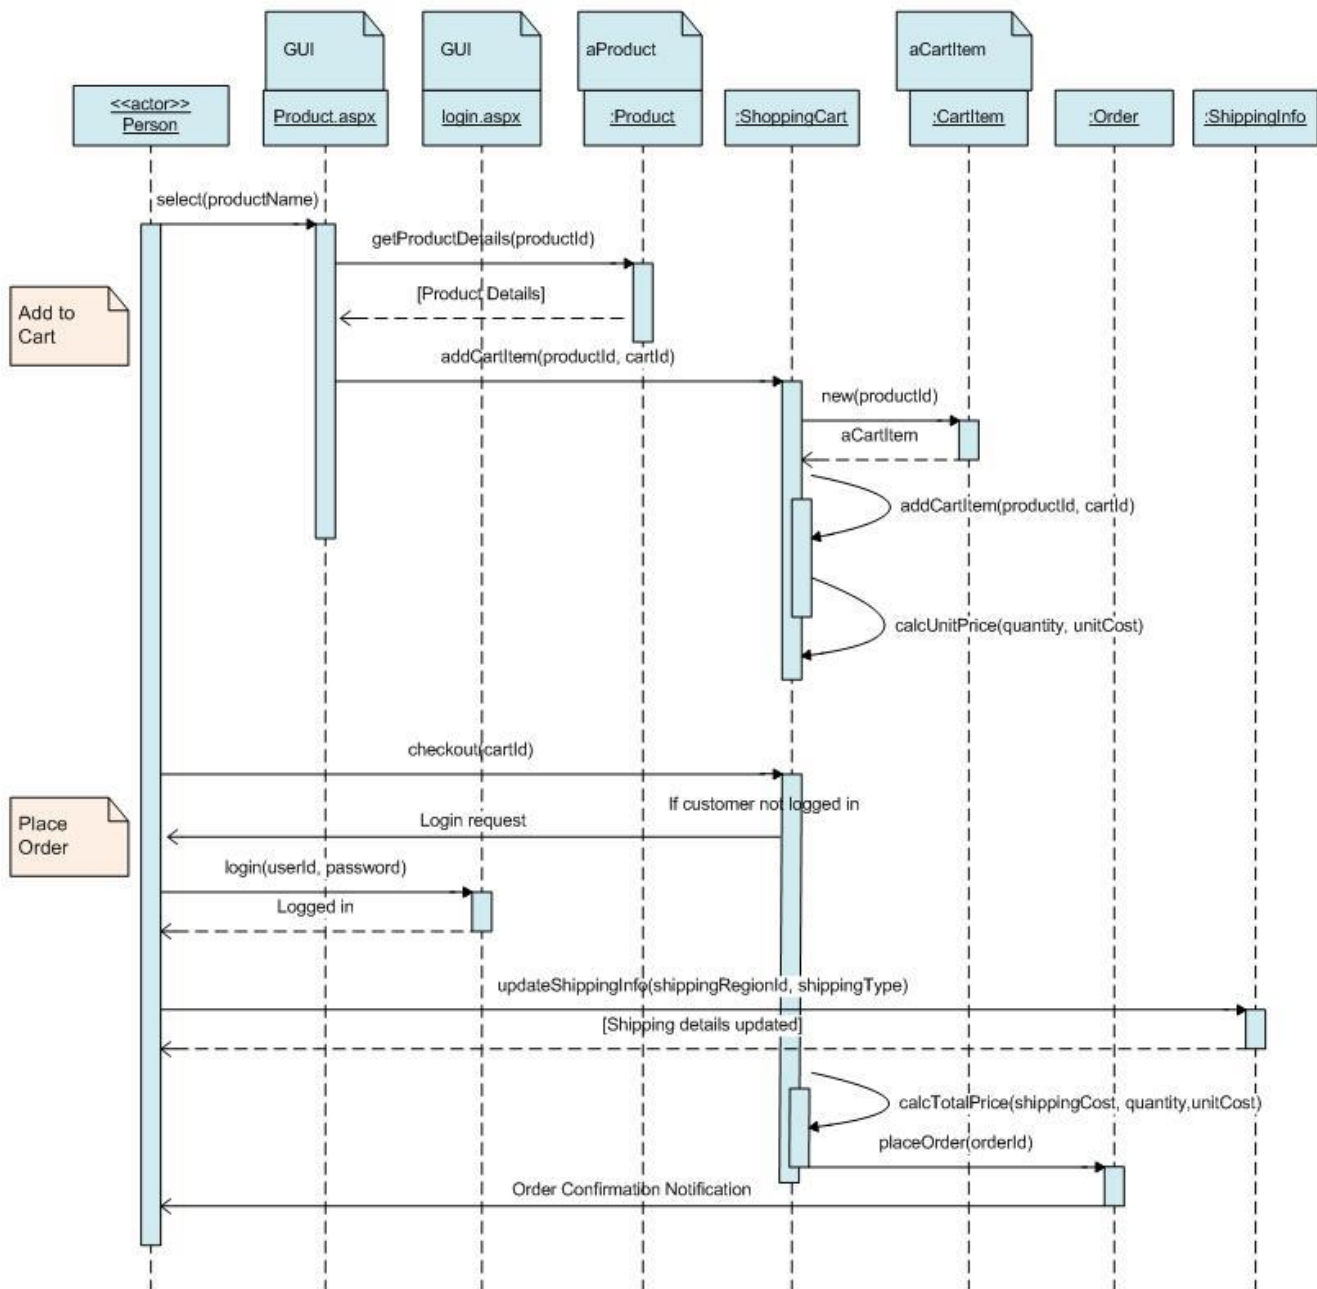 GUI
GUI
aProduct
aCartItem
<<actor>>
Person
Product.aspx
login.aspx
:Product
:ShoppingCart
:CartItem
:Order
:ShippingInfo
select(productName)
getProductDetails(productId)
[Product Details]
Add to
Cart
addCartItem(productId, cartId)
new(productId)
aCartItem
addCartItem(productId, cartId)
calcUnitPrice(quantity, unitCost)
checkout(cartId)
If customer not logged in
Place
Order
Login request
login(userId, password)
Logged in
updateShippingInfo(shippingRegionId, shippingType)
[Shipping details updated]
calcTotalPrice(shippingCost, quantity,unitCost)
placeOrder(orderId)
Order Confirmation Notification